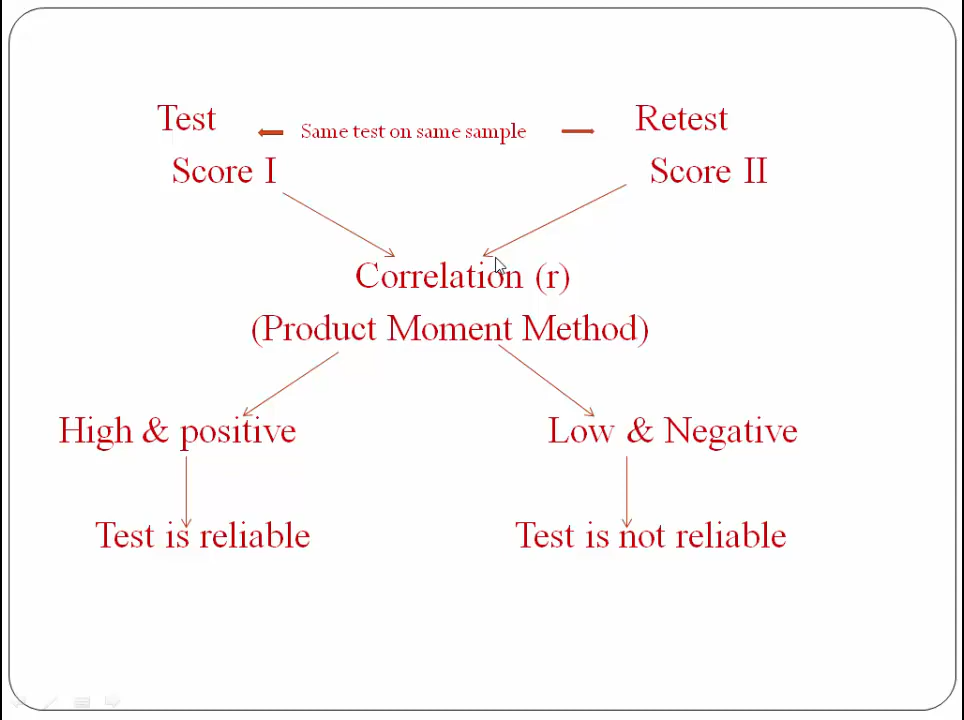 Test
Same test on same sample
Retest
Score I
Score II
Correlation (r)
(Product Moment Method)
High & positive
Low & Negative
Test is reliable
Test is not reliable